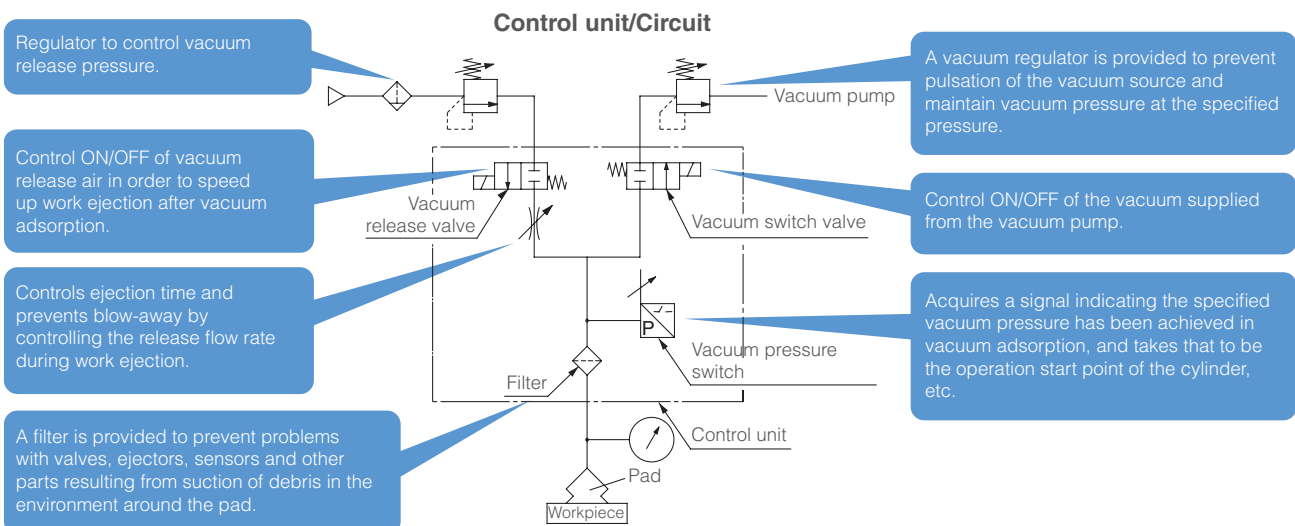 Control unit/Circuit
Regulator to control vacuum
release pressure.
Control ON/OFF of vacuum
release air in order to speed
up work ejection after vacuum
adsorption.
Controls ejection time and
prevents blow-away by
controlling the release flow rate
during work ejection.
A filter is provided to prevent problems
with valves, ejectors, sensors and other
parts resulting from suction of debris in the
environment around the pad.
Vacuum pump
Vacuum
release valve
Vacuum switch valve
P
Vacuum pressure
switch
Filter
Control unit
Pad
Workpiece
A vacuum regulator is provided to prevent
pulsation of the vacuum source and
maintain vacuum pressure at the specified
pressure.
Control ON/OFF of the vacuum supplied
from the vacuum pump.
Acquires a signal indicating the specified
vacuum pressure has been achieved in
vacuum adsorption, and takes that to be
the operation start point of the cylinder,
etc.